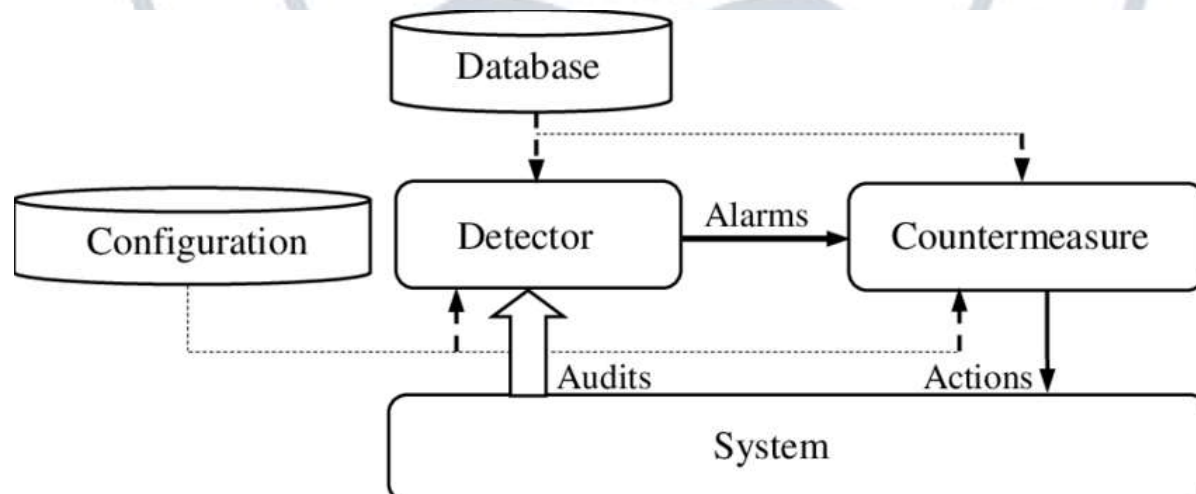 Database
Configuration
Detector
Alarms
Countermeasure
Audits
Actions
System